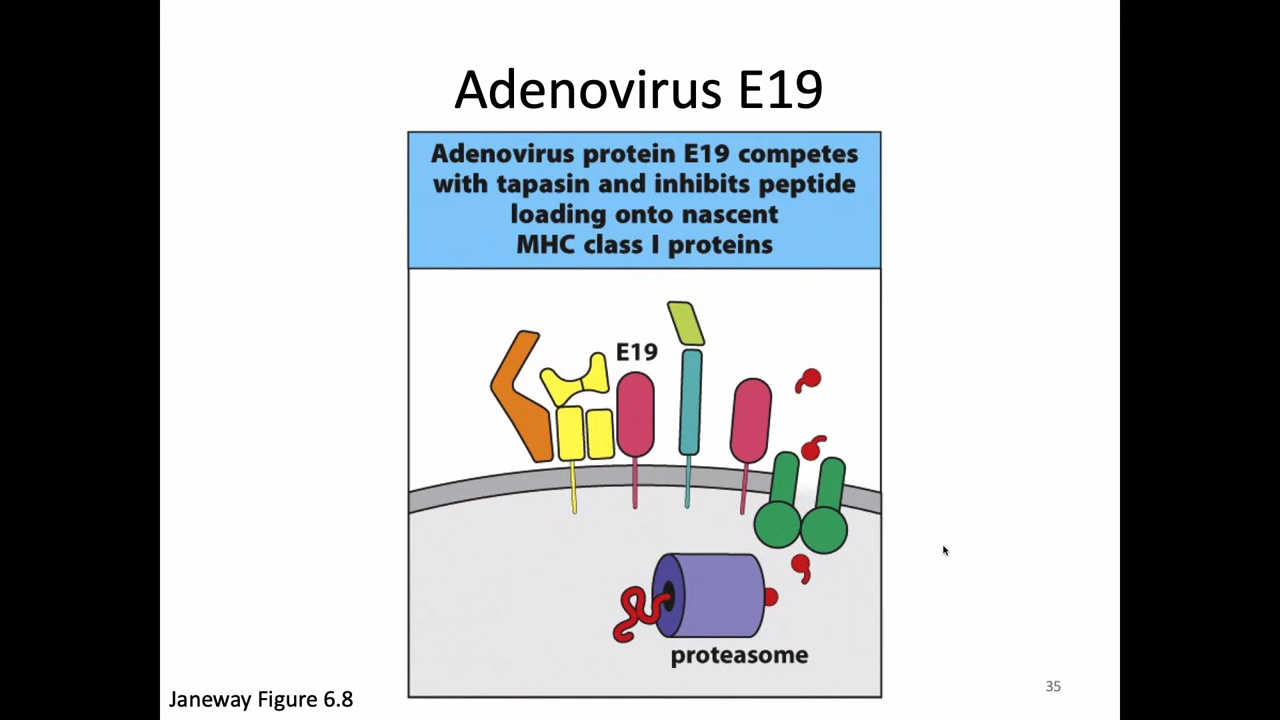 Adenovirus E19
Adenovirus protein E19 competes
with tapasin and inhibits peptide
loading onto nascent
MHC class I proteins
E19
proteasome
Janeway Figure 6.8
35